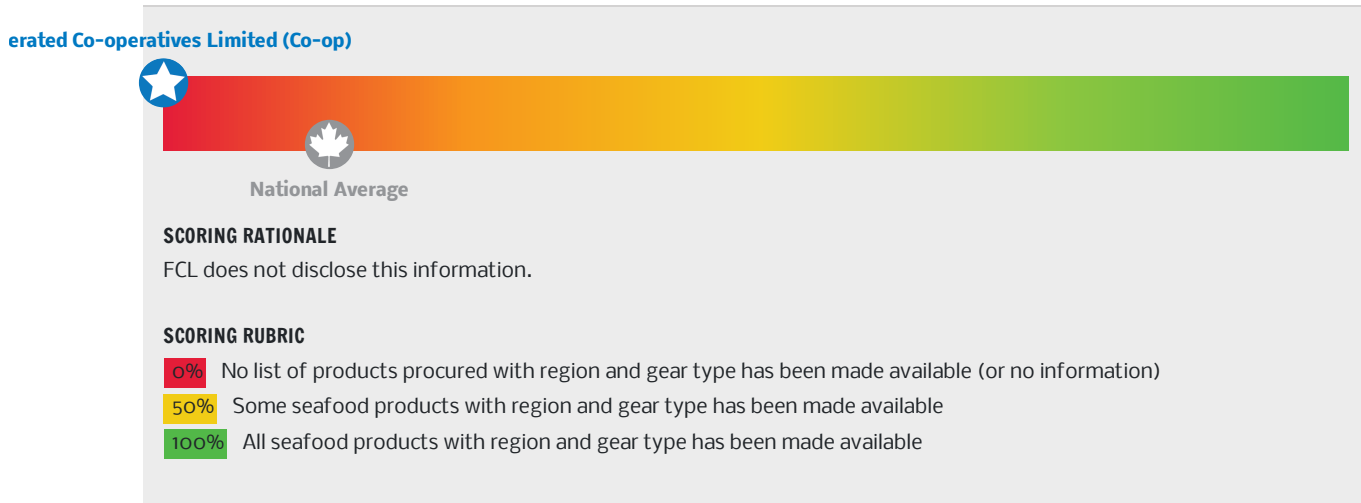 erated Co-operatives Limited (Co-op)
National Average
SCORING RATIONALE
FCL does not disclose this information.
SCORING RUBRIC
0% No list of products procured with region and gear type has been made available (or no information)
50% Some seafood products with region and gear type has been made available
100% All seafood products with region and gear type has been made available